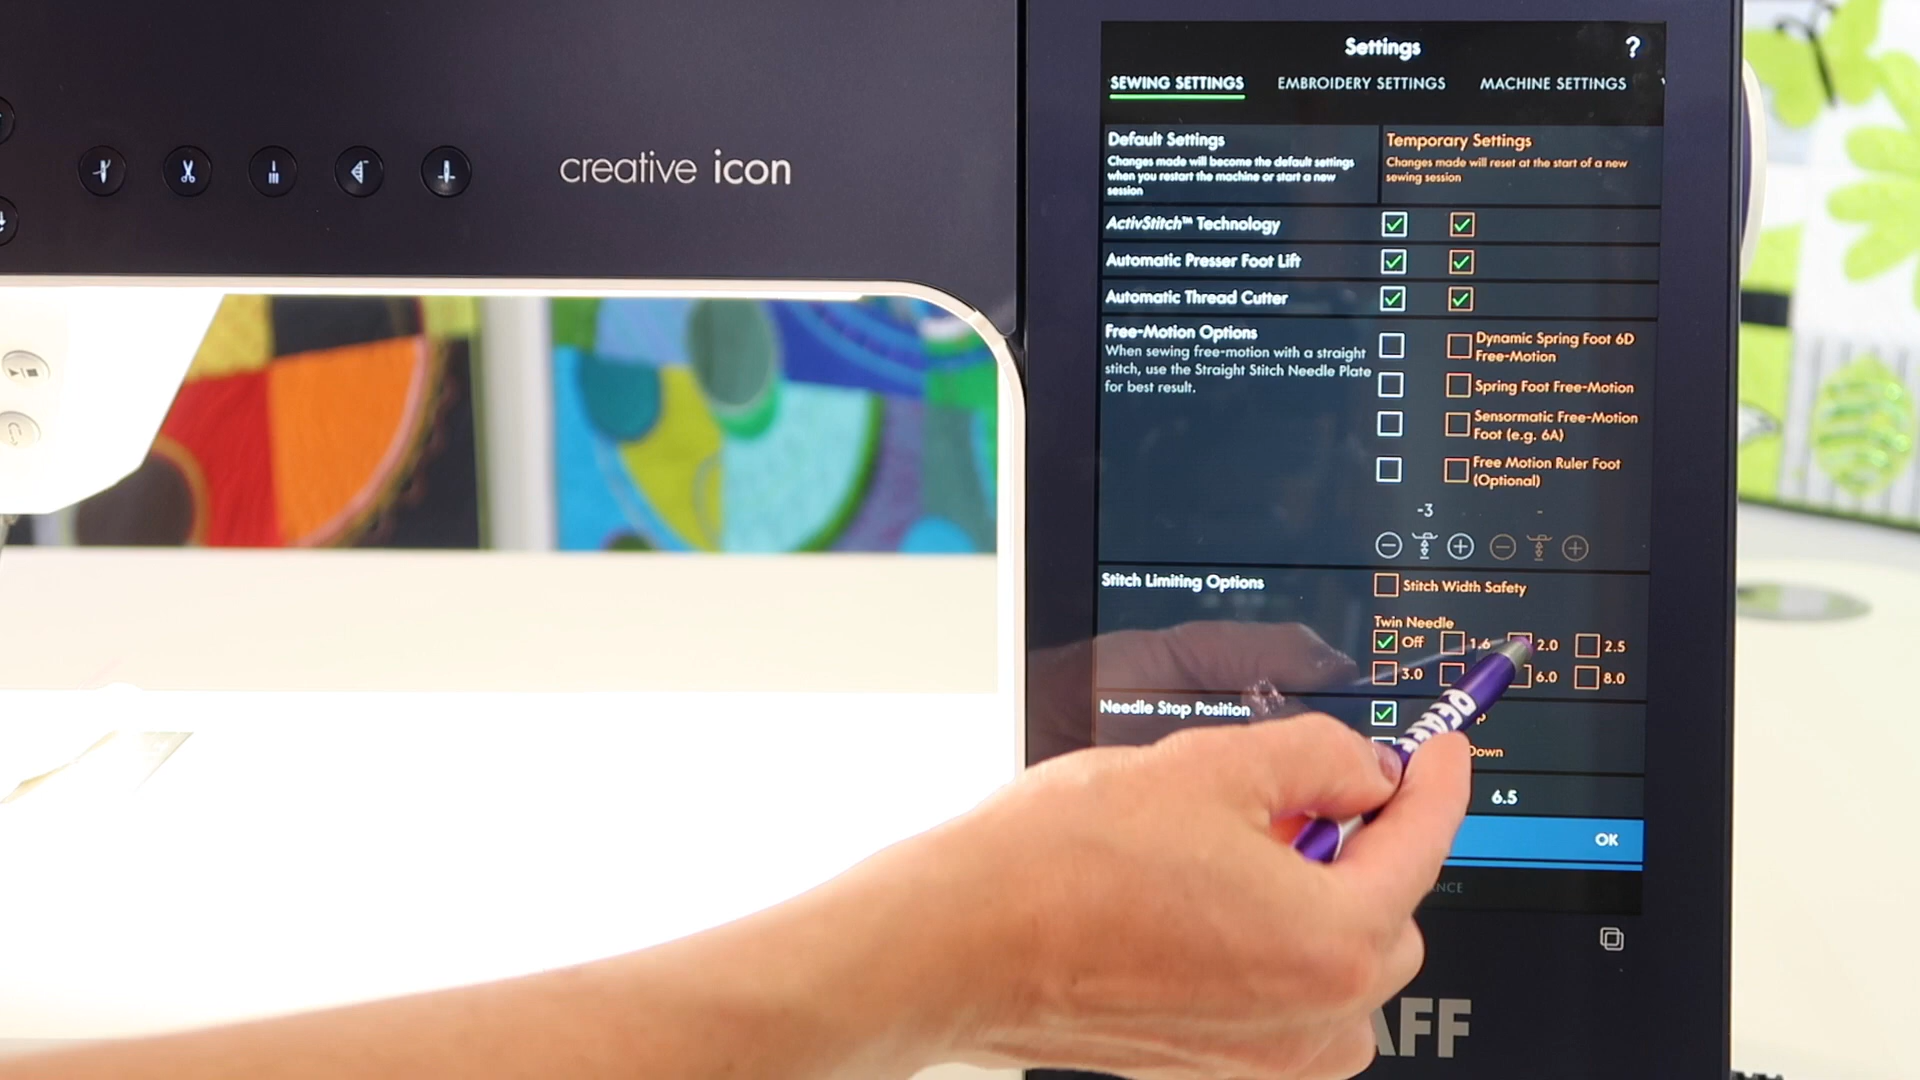 creative icon
Settings
?
SEWING SETTINGS EMBROIDERY SETTINGS MACHINE SETTINGS
Default Settings
Changes made will become the default settings
when you restart the machine or start a new
session
Temporary Settings
Changes made will reset at the start of a new
sewing session
ActivStitch™ Technology
Automatic Presser Foot Lift
Automatic Thread Cutter
Free-Motion Options
When sewing free-motion with a straight
stitch, use the Straight Stitch Needle Plate
for best result.
Dynamic Spring Foot 6D
Free-Motion
Spring Foot Free-Motion
Sensormatic Free-Motion
Foot (e.g. 6A)
Free Motion Ruler Foot
(Optional)
-3 -
Stitch Limiting Options
Stitch Width Safety
Twin Needle
Off 1.6 2.0 2.5
3.0 6.0 8.0
Needle Stop Position
Down
6.5
OK
PFAFF
AFF